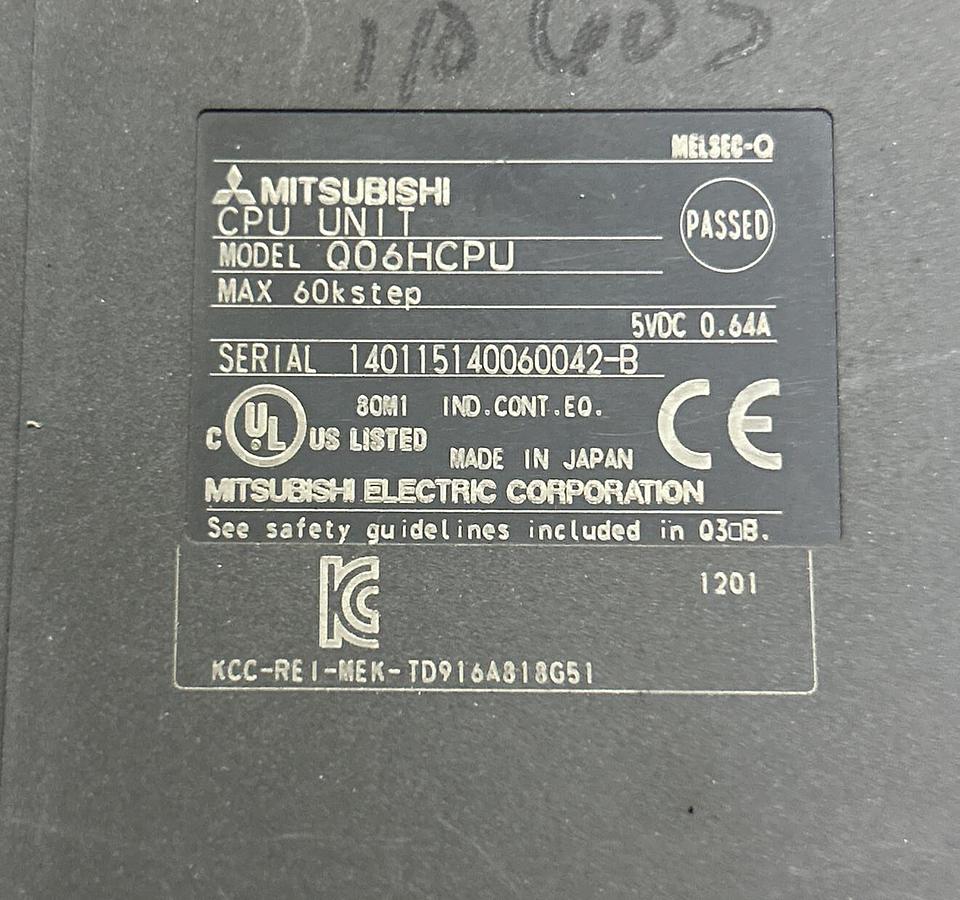 MELSEC-Q
MITSUBISHI
CPU UNIT
PASSED
MODEL Q06HCPU
MAX 60kstep
5VDC 0.64A
SERIAL 140115140060042-B
C UL US LISTED
80M1 IND.CONT.EQ.
CE
MADE IN JAPAN
MITSUBISHI ELECTRIC CORPORATION
See safety guidelines included in Q3□B.
KC
1201
KCC-REI-MEK-TD916A818G51